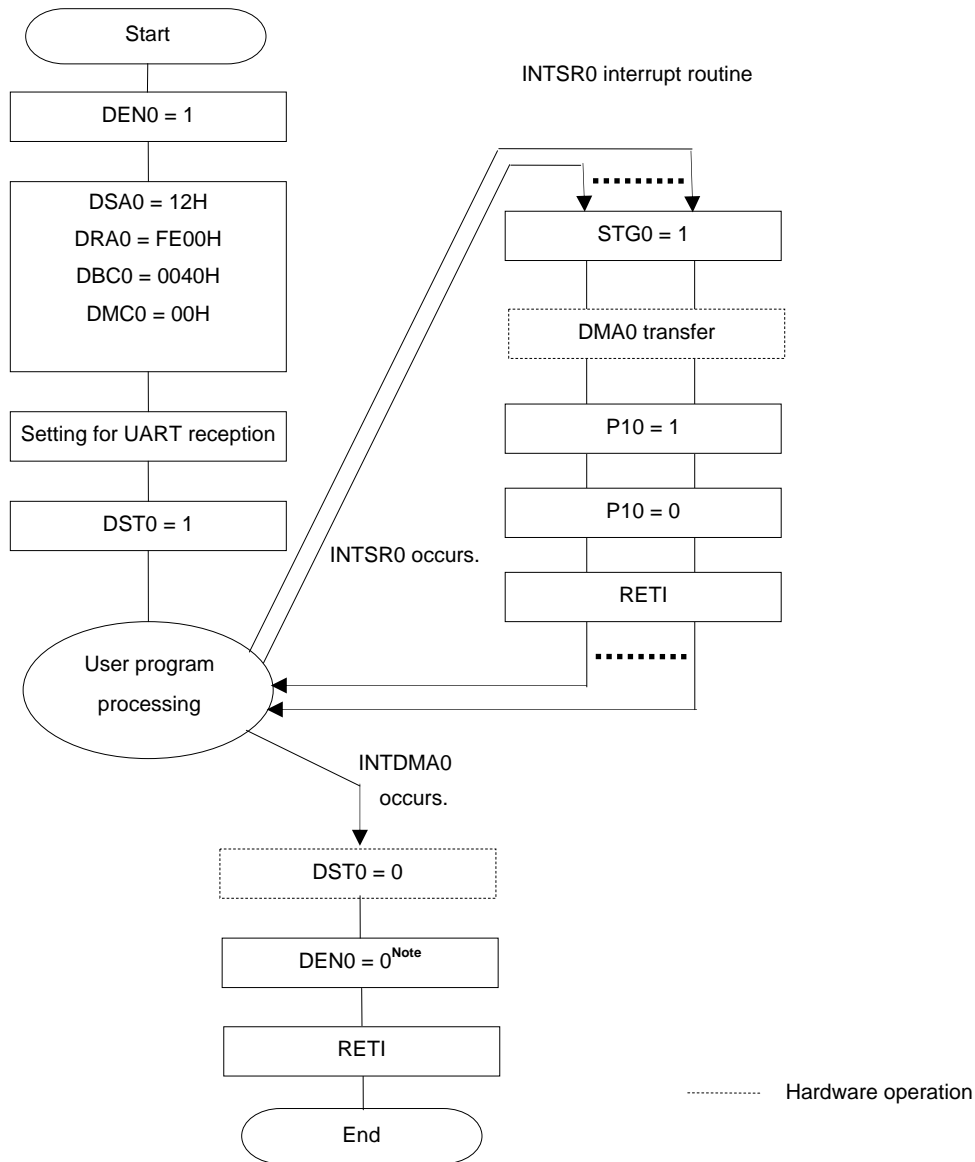 Start
DEN0 = 1
DSA0 = 12H
DRA0 = FE00H
DBC0 = 0040H
DMC0 = 00H
Setting for UART reception
DST0 = 1
User program
processing
INTSR0 occurs.
INTSR0 interrupt routine
STG0 = 1
DMA0 transfer
P10 = 1
P10 = 0
RETI
INTDMA0
occurs.
DST0 = 0
DEN0 = 0Note
RETI
End
Hardware operation